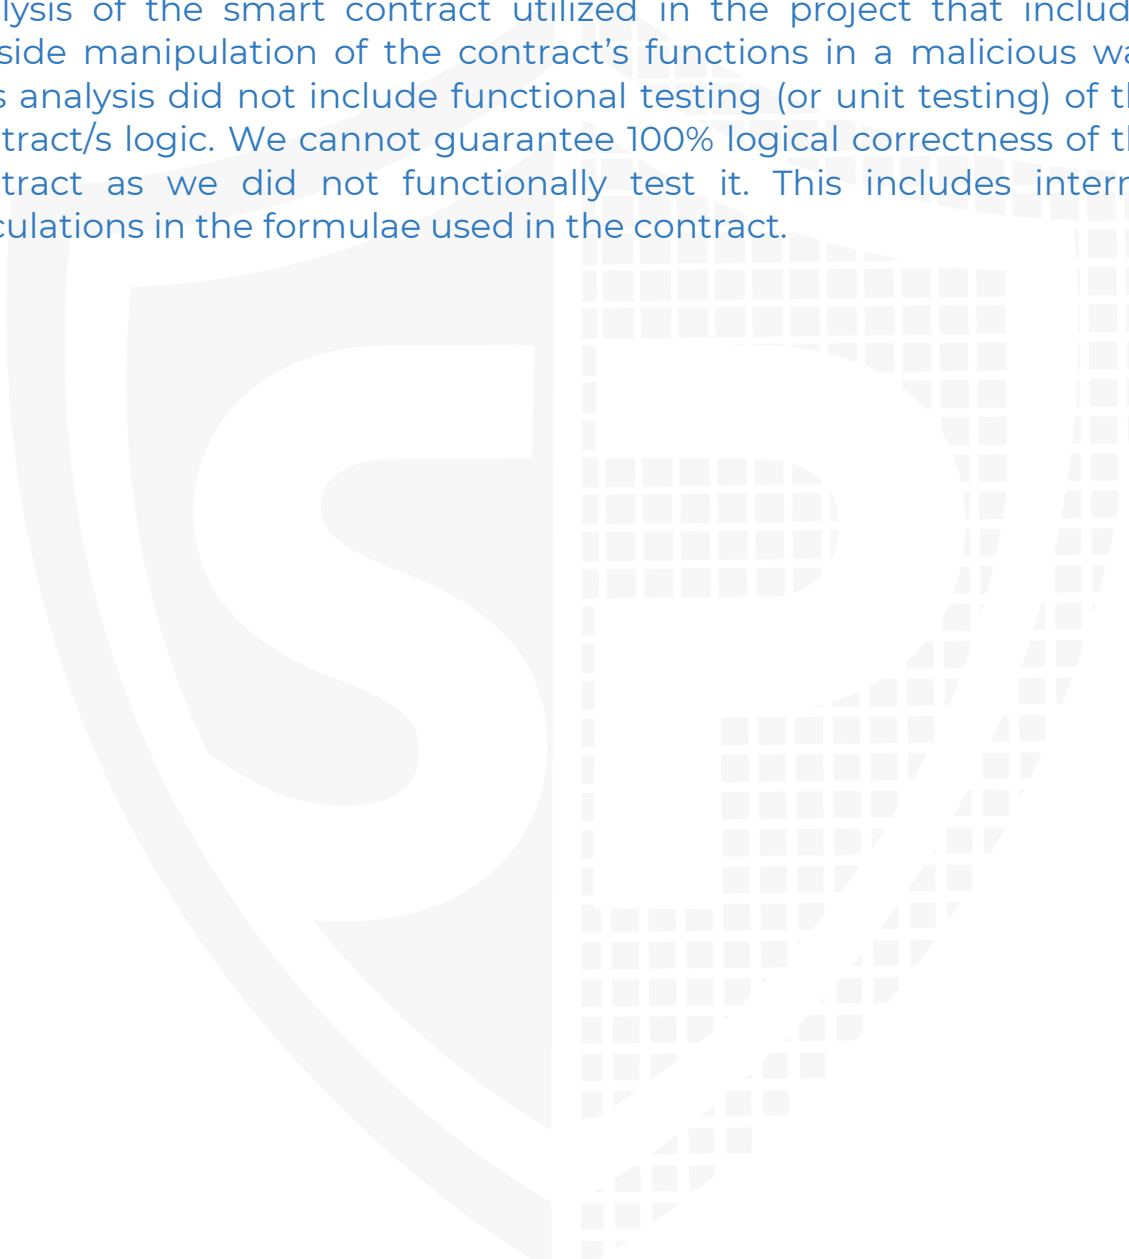 lysis of the smart contract utilized in the project that includ
side manipulation of the contract's functions in a malicious wa
s analysis did not include functional testing (or unit testing) of th
tract/s logic. We cannot guarantee 100% logical correctness of th
tract as we did not functionally test it. This includes intern
culations in the formulae used in the contract.
SP